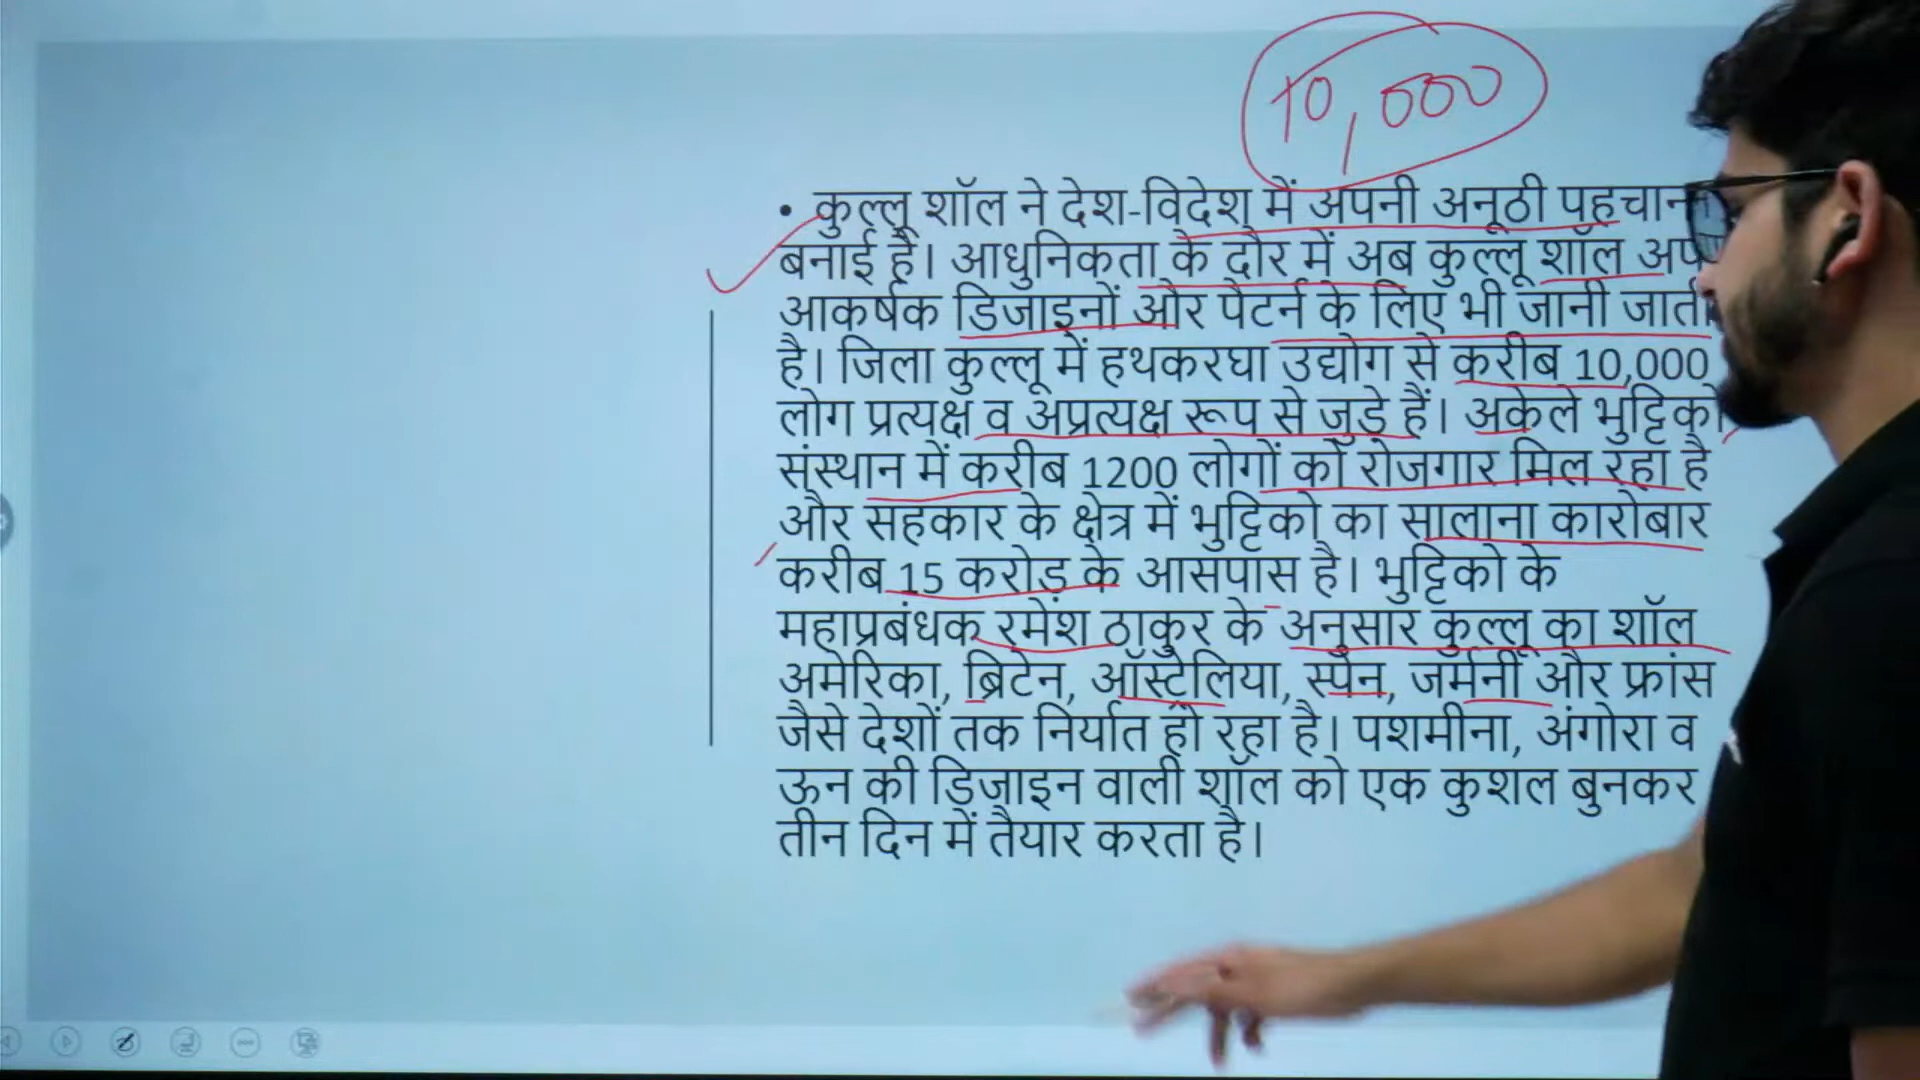 10,000
• कुल्लू शॉल ने देश-विदेश में अपनी अनूठी पहचान
बनाई है। आधुनिकता के दौर में अब कुल्लू शॉल
आकर्षक डिजाइनों और पैटर्न के लिए भी जानी जाती
है। जिला कुल्लू में हथकरघा उद्योग से करीब 10,000
लोग प्रत्यक्ष व अप्रत्यक्ष रूप से जुड़े हैं। अकेले भुट्टिको
संस्थान में करीब 1200 लोगों को रोजगार मिल रहा है
और सहकार के क्षेत्र में भुट्टिको का सालाना कारोबार
करीब 15 करोड़ के आसपास है। भुट्टिको के
महाप्रबंधक रमेश ठाकुर के अनुसार कुल्लू का शॉल
अमेरिका, ब्रिटेन, ऑस्ट्रेलिया, स्पेन, जर्मनी और फ्रांस
जैसे देशों तक निर्यात हो रहा है। पशमीना, अंगोरा व
ऊन की डिजाइन वाली शॉल को एक कुशल बुनकर
तीन दिन में तैयार करता है।